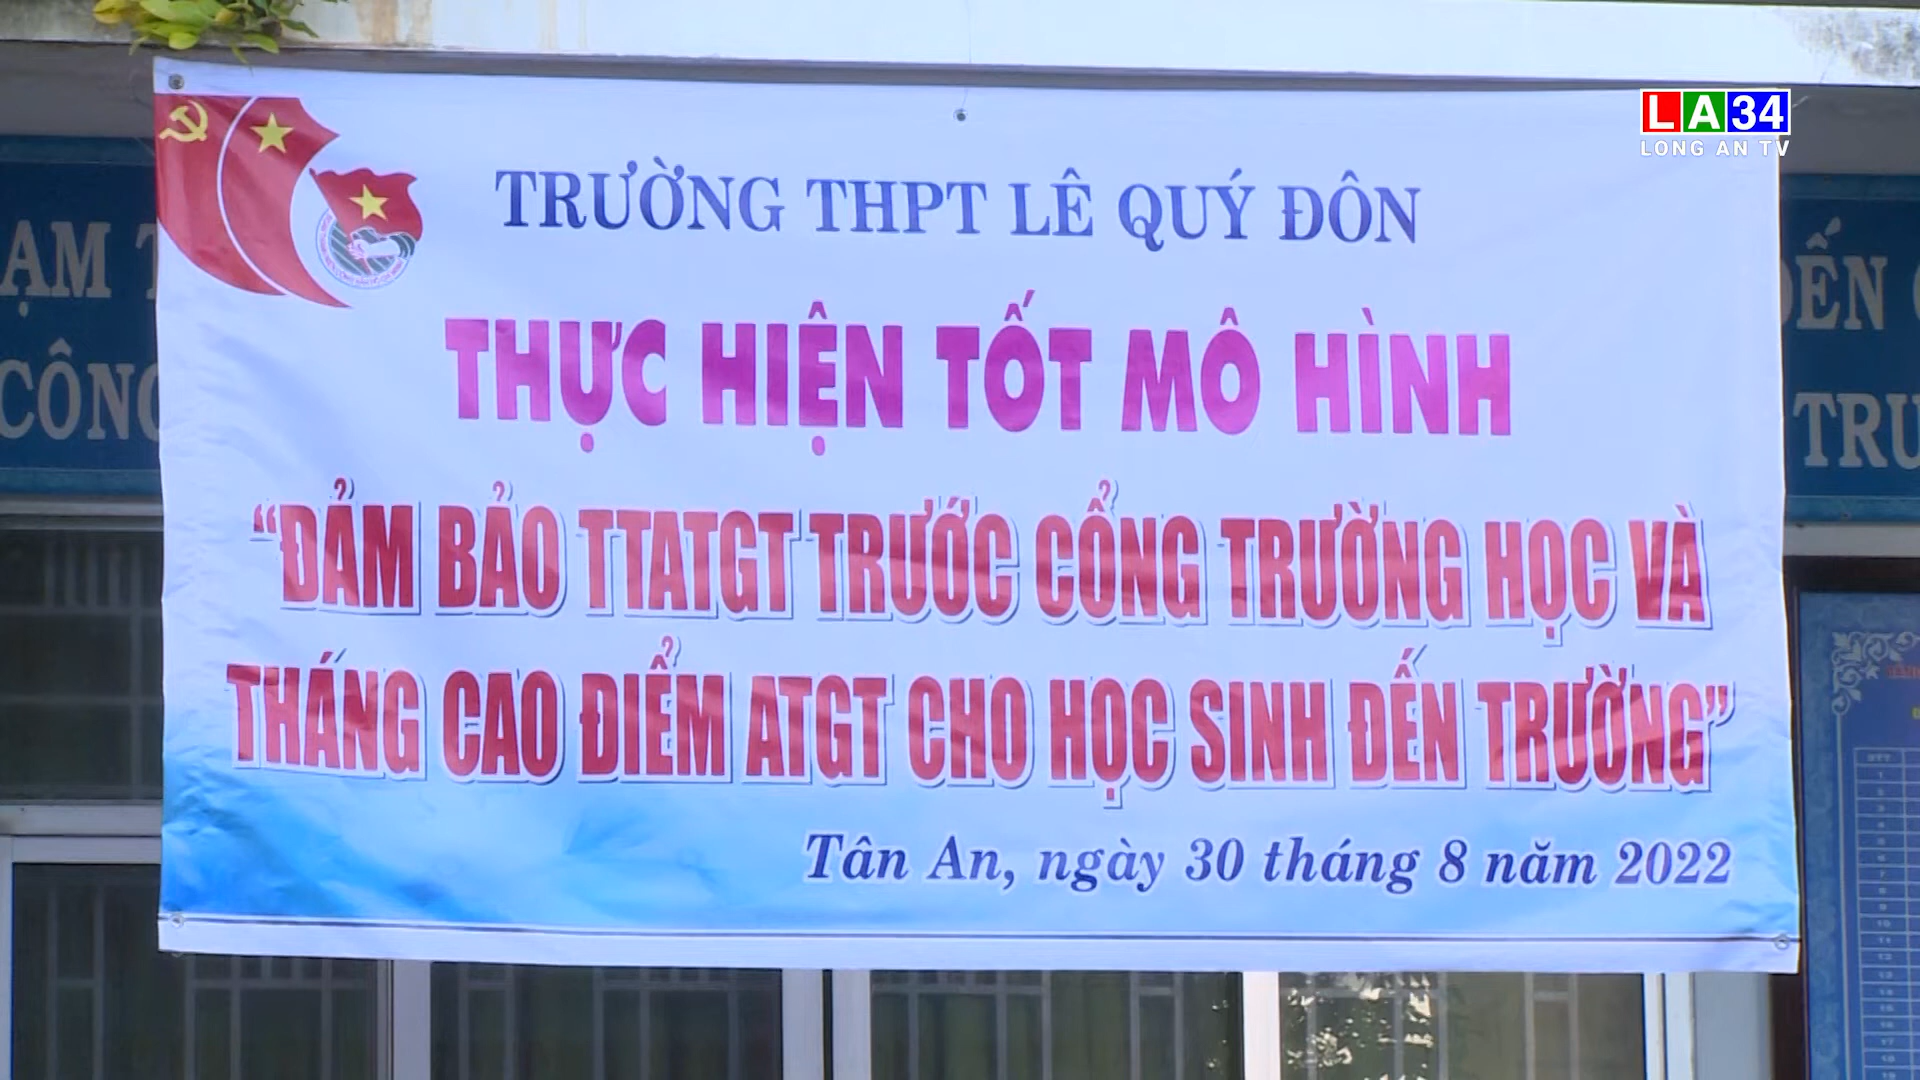 LA34
LONG AN TV
TRƯỜNG THPT LÊ QUÝ ĐÔN
THỰC HIỆN TỐT MÔ HÌNH
“ĐẢM BẢO TTATGT TRƯỚC CỔNG TRƯỜNG HỌC VÀ
THÁNG CAO ĐIỂM ATGT CHO HỌC SINH ĐẾN TRƯỜNG”
Tân An, ngày 30 tháng 8 năm 2022
ĐẾN